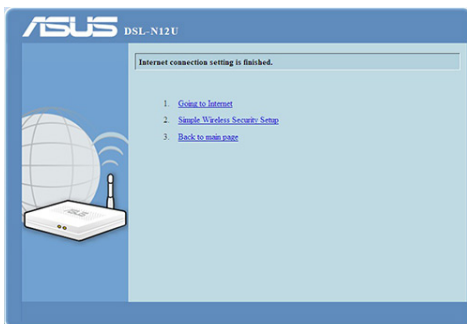 ASUS DSL-N12U
Internet connection setting is finished.
1. Going to Internet
2. Simple Wireless Security Setup
3. Back to main page
ASUS